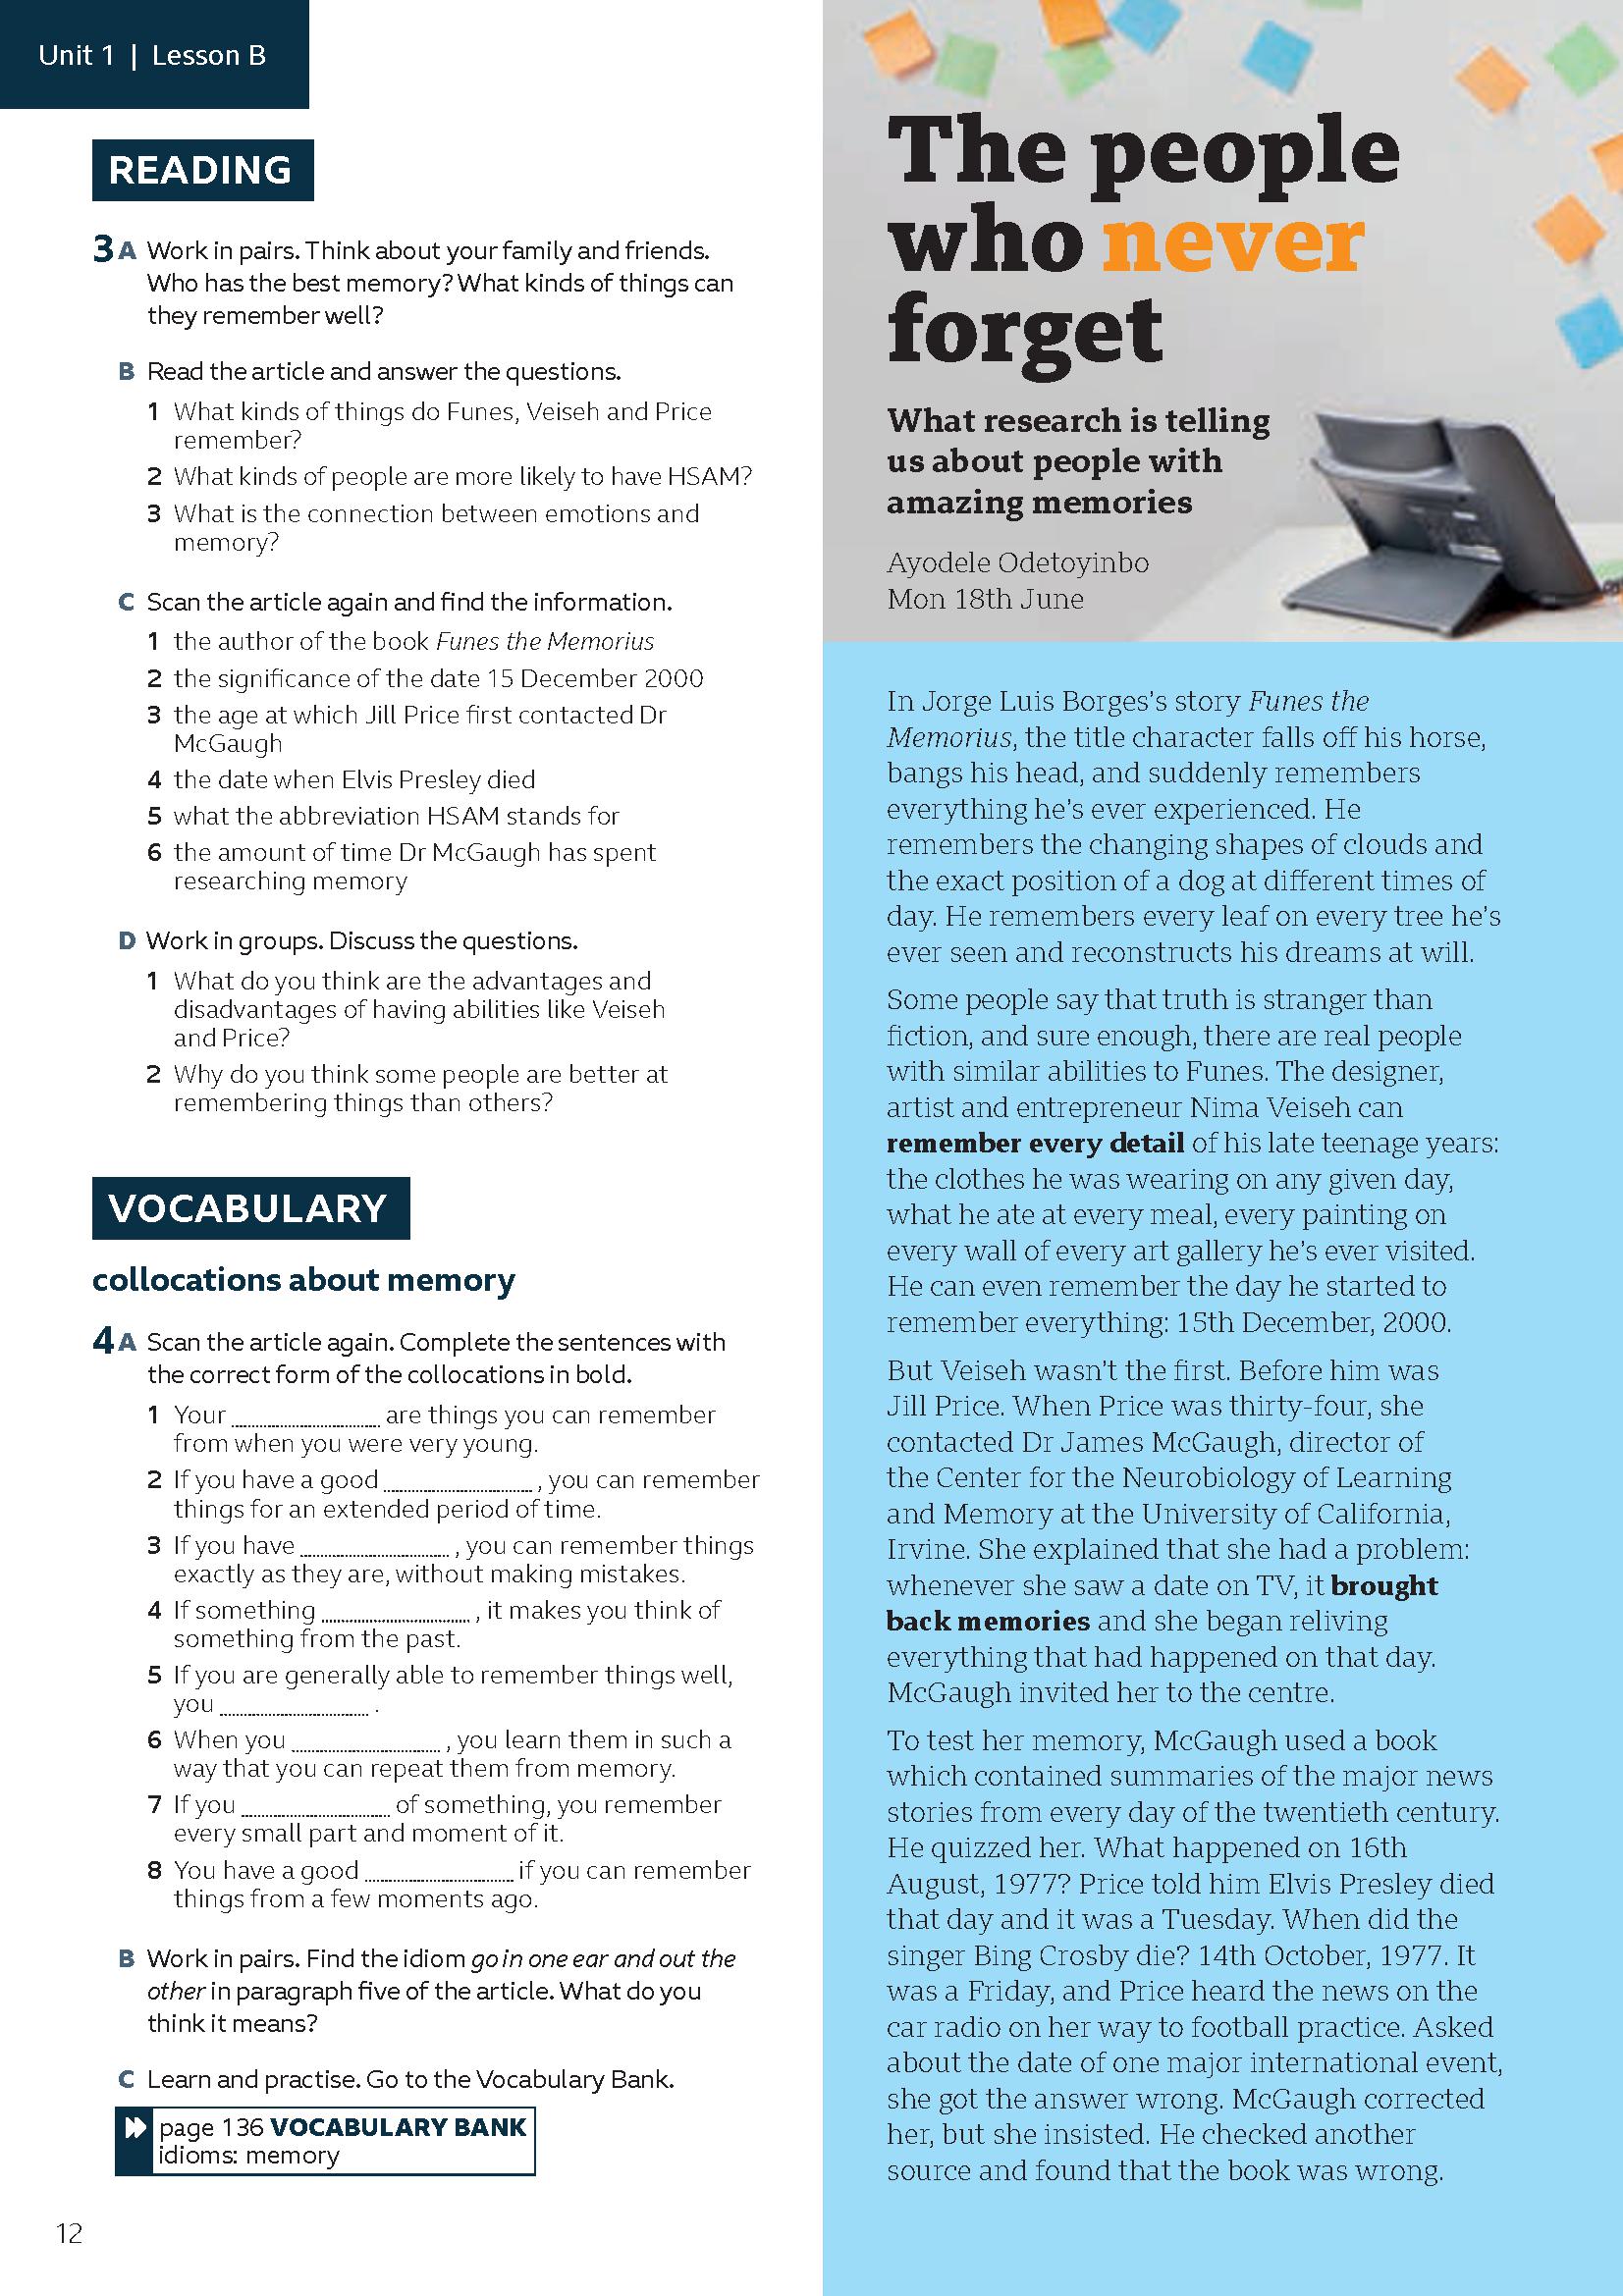 Unit 1 | Lesson B
READING
3 A Work in pairs. Think about your family and friends.
Who has the best memory? What kinds of things can
they remember well?
B Read the article and answer the questions.
1 What kinds of things do Funes, Veiseh and Price
remember?
2 What kinds of people are more likely to have HSAM?
3 What is the connection between emotions and
memory?
C Scan the article again and find the information.
1 the author of the book Funes the Memorius
2 the significance of the date 15 December 2000
3 the age at which Jill Price first contacted Dr
McGaugh
4 the date when Elvis Presley died
5 what the abbreviation HSAM stands for
6 the amount of time Dr McGaugh has spent
researching memory
D Work in groups. Discuss the questions.
1 What do you think are the advantages and
disadvantages of having abilities like Veiseh
and Price?
2 Why do you think some people are better at
remembering things than others?
VOCABULARY
collocations about memory
4 A Scan the article again. Complete the sentences with
the correct form of the collocations in bold.
1 Your ____________ are things you can remember
from when you were very young.
2 If you have a good ____________ , you can remember
things for an extended period of time.
3 If you have ____________ , you can remember things
exactly as they are, without making mistakes.
4 If something ____________ , it makes you think of
something from the past.
5 If you are generally able to remember things well,
you ____________ .
6 When you ____________ , you learn them in such a
way that you can repeat them from memory.
7 If you ____________ of something, you remember
every small part and moment of it.
8 You have a good ____________ if you can remember
things from a few moments ago.
B Work in pairs. Find the idiom go in one ear and out the
other in paragraph five of the article. What do you
think it means?
C Learn and practise. Go to the Vocabulary Bank.
page 136 VOCABULARY BANK
idioms: memory
12
The people
who never
forget
What research is telling
us about people with
amazing memories
Ayodele Odetoyinbo
Mon 18th June
In Jorge Luis Borges's story Funes the
Memorius, the title character falls off his horse,
bangs his head, and suddenly remembers
everything he's ever experienced. He
remembers the changing shapes of clouds and
the exact position of a dog at different times of
day. He remembers every leaf on every tree he's
ever seen and reconstructs his dreams at will.
Some people say that truth is stranger than
fiction, and sure enough, there are real people
with similar abilities to Funes. The designer,
artist and entrepreneur Nima Veiseh can
remember every detail of his late teenage years:
the clothes he was wearing on any given day,
what he ate at every meal, every painting on
every wall of every art gallery he's ever visited.
He can even remember the day he started to
remember everything: 15th December, 2000.
But Veiseh wasn't the first. Before him was
Jill Price. When Price was thirty-four, she
contacted Dr James McGaugh, director of
the Center for the Neurobiology of Learning
and Memory at the University of California,
Irvine. She explained that she had a problem:
whenever she saw a date on TV, it brought
back memories and she began reliving
everything that had happened on that day.
McGaugh invited her to the centre.
To test her memory, McGaugh used a book
which contained summaries of the major news
stories from every day of the twentieth century.
He quizzed her. What happened on 16th
August, 1977? Price told him Elvis Presley died
that day and it was a Tuesday. When did the
singer Bing Crosby die? 14th October, 1977. It
was a Friday, and Price heard the news on the
car radio on her way to football practice. Asked
about the date of one major international event,
she got the answer wrong. McGaugh corrected
her, but she insisted. He checked another
source and found that the book was wrong.